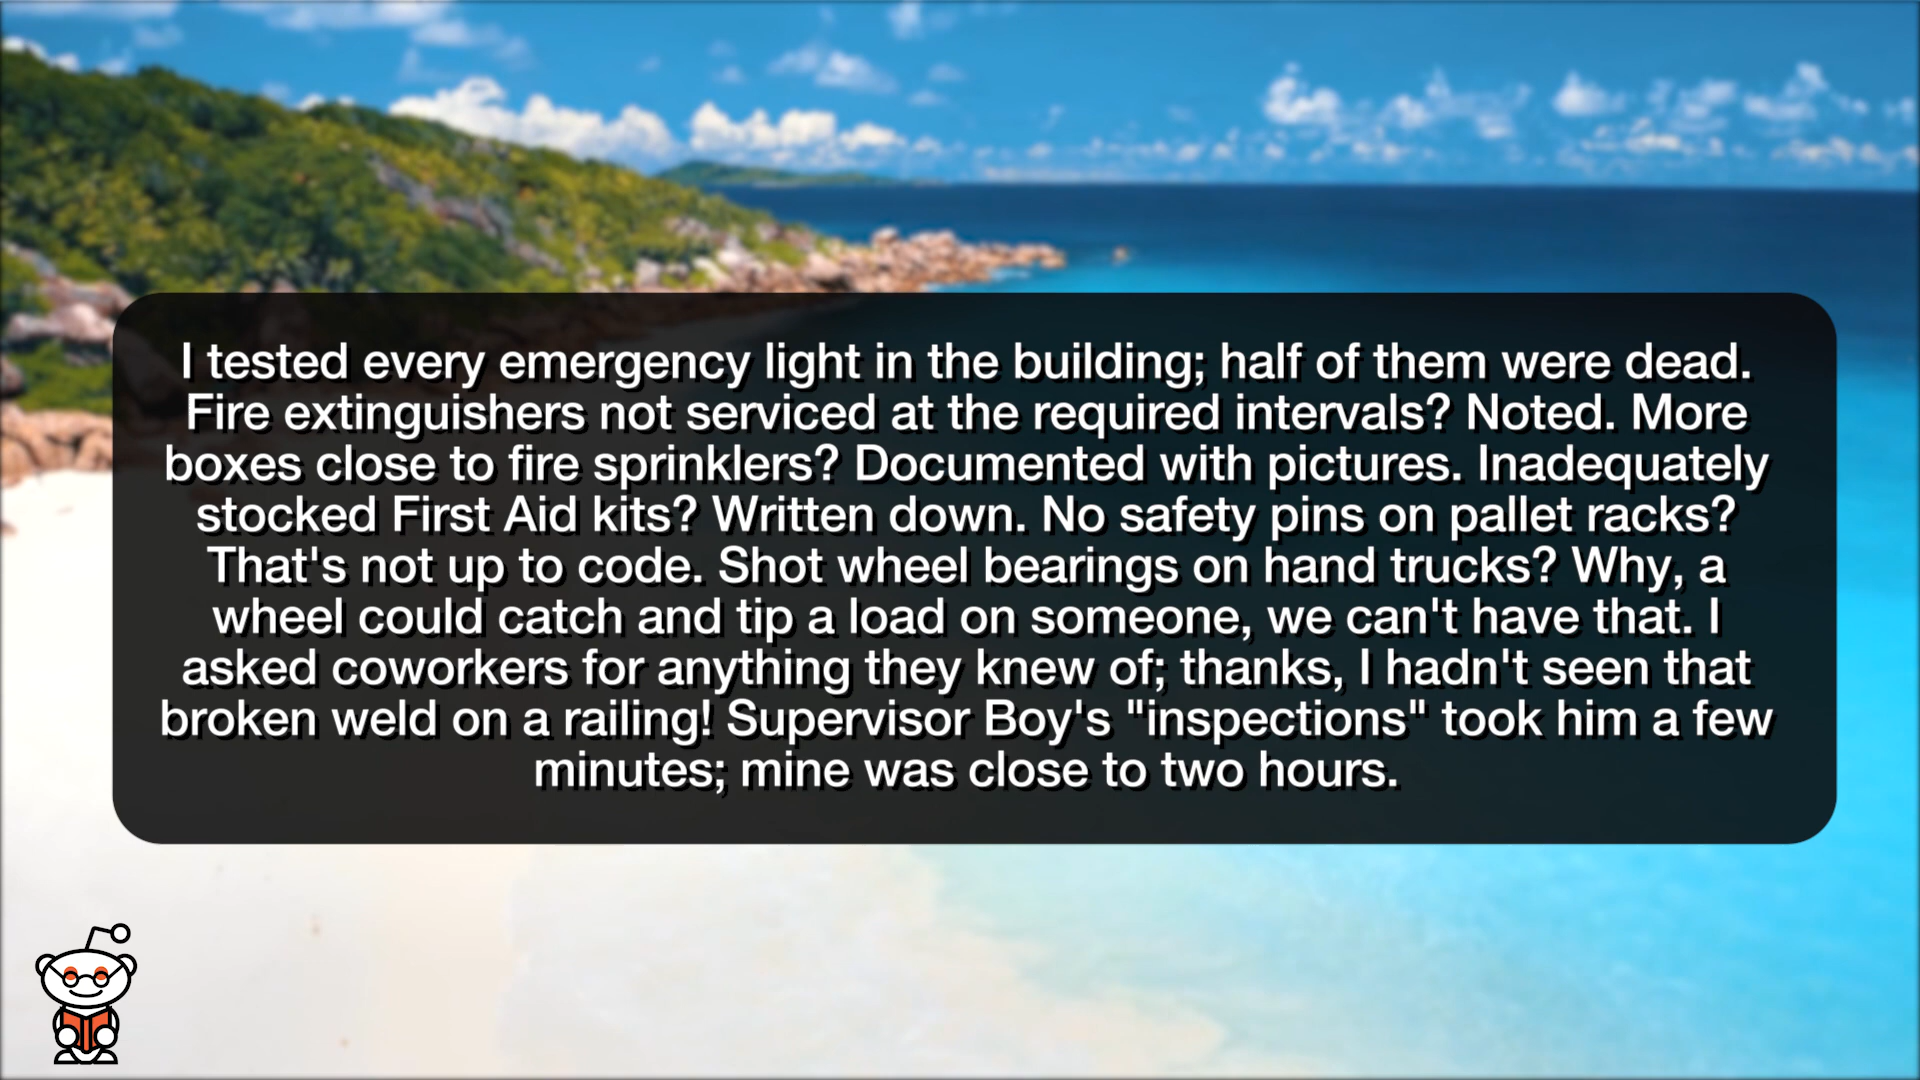 I tested every emergency light in the building; half of them were dead.
Fire extinguishers not serviced at the required intervals? Noted. More
boxes close to fire sprinklers? Documented with pictures. Inadequately
stocked First Aid kits? Written down. No safety pins on pallet racks?
That's not up to code. Shot wheel bearings on hand trucks? Why, a
wheel could catch and tip a load on someone, we can't have that. I
asked coworkers for anything they knew of; thanks, I hadn't seen that
broken weld on a railing! Supervisor Boy's "inspections" took him a few
minutes; mine was close to two hours.